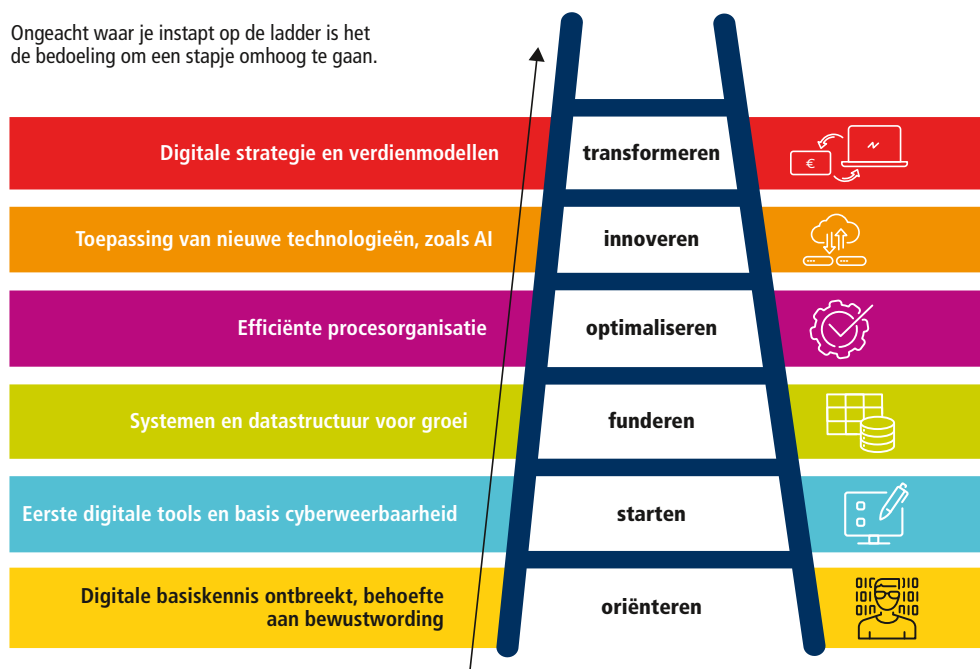 Ongeacht waar je instapt op de ladder is het
de bedoeling om een stapje omhoog te gaan.
Digitale strategie en verdienmodellen
transformeren
€
Toepassing van nieuwe technologieën, zoals AI
innoveren
Efficiënte procesorganisatie
optimaliseren
Systemen en datastructuur voor groei
funderen
Eerste digitale tools en basis cyberweerbaarheid
starten
Digitale basiskennis ontbreekt, behoefte
aan bewustwording
oriënteren